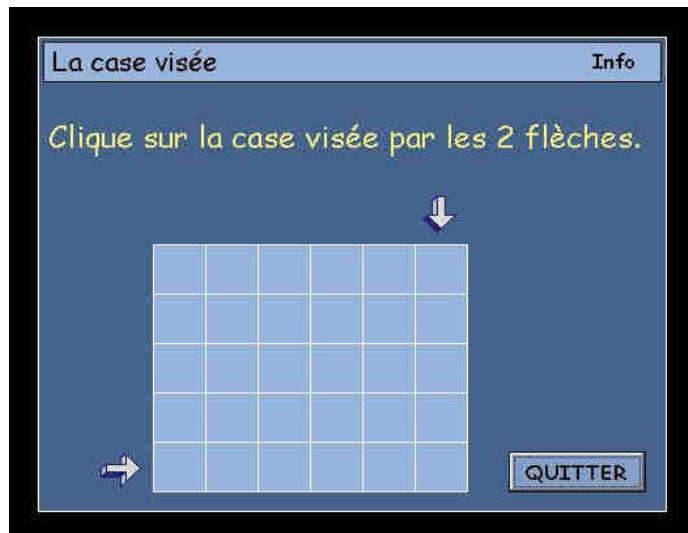 La case visée
Info
Clique sur la case visée par les 2 flèches.
QUITTER